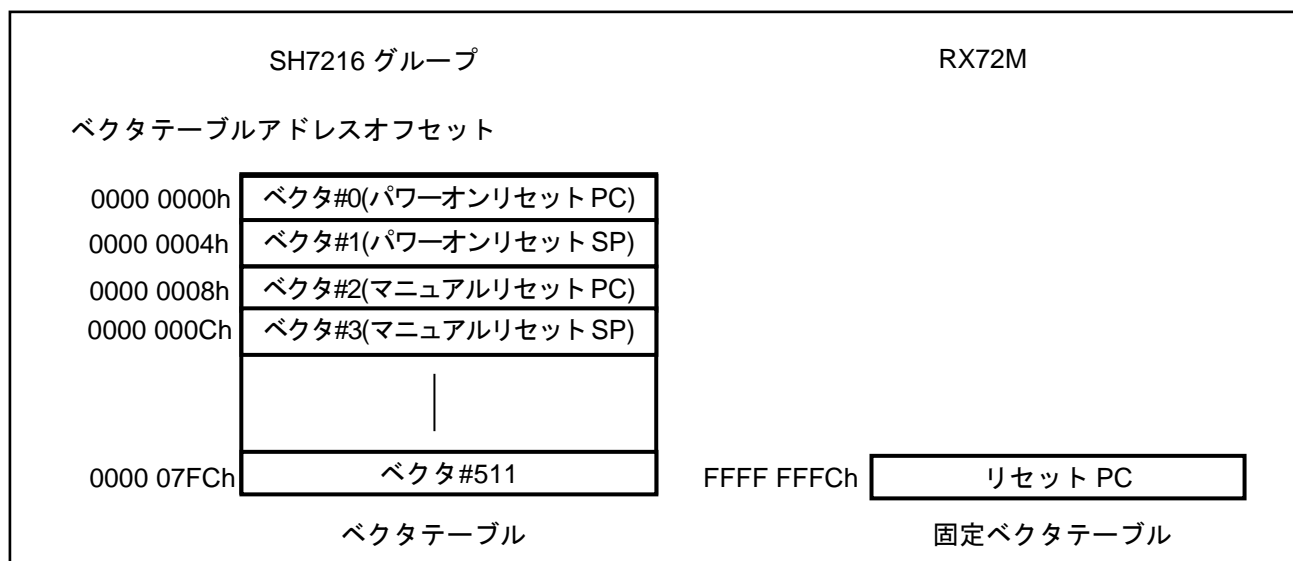 SH7216 グループ
RX72M
ベクタテーブルアドレスオフセット
0000 0000h ベクタ#0(パワーオンリセット PC)
0000 0004h ベクタ#1(パワーオンリセット SP)
0000 0008h ベクタ#2(マニュアルリセット PC)
0000 000Ch ベクタ#3(マニュアルリセット SP)
0000 07FCh ベクタ#511
FFFF FFFCh リセット PC
ベクタテーブル
固定ベクタテーブル